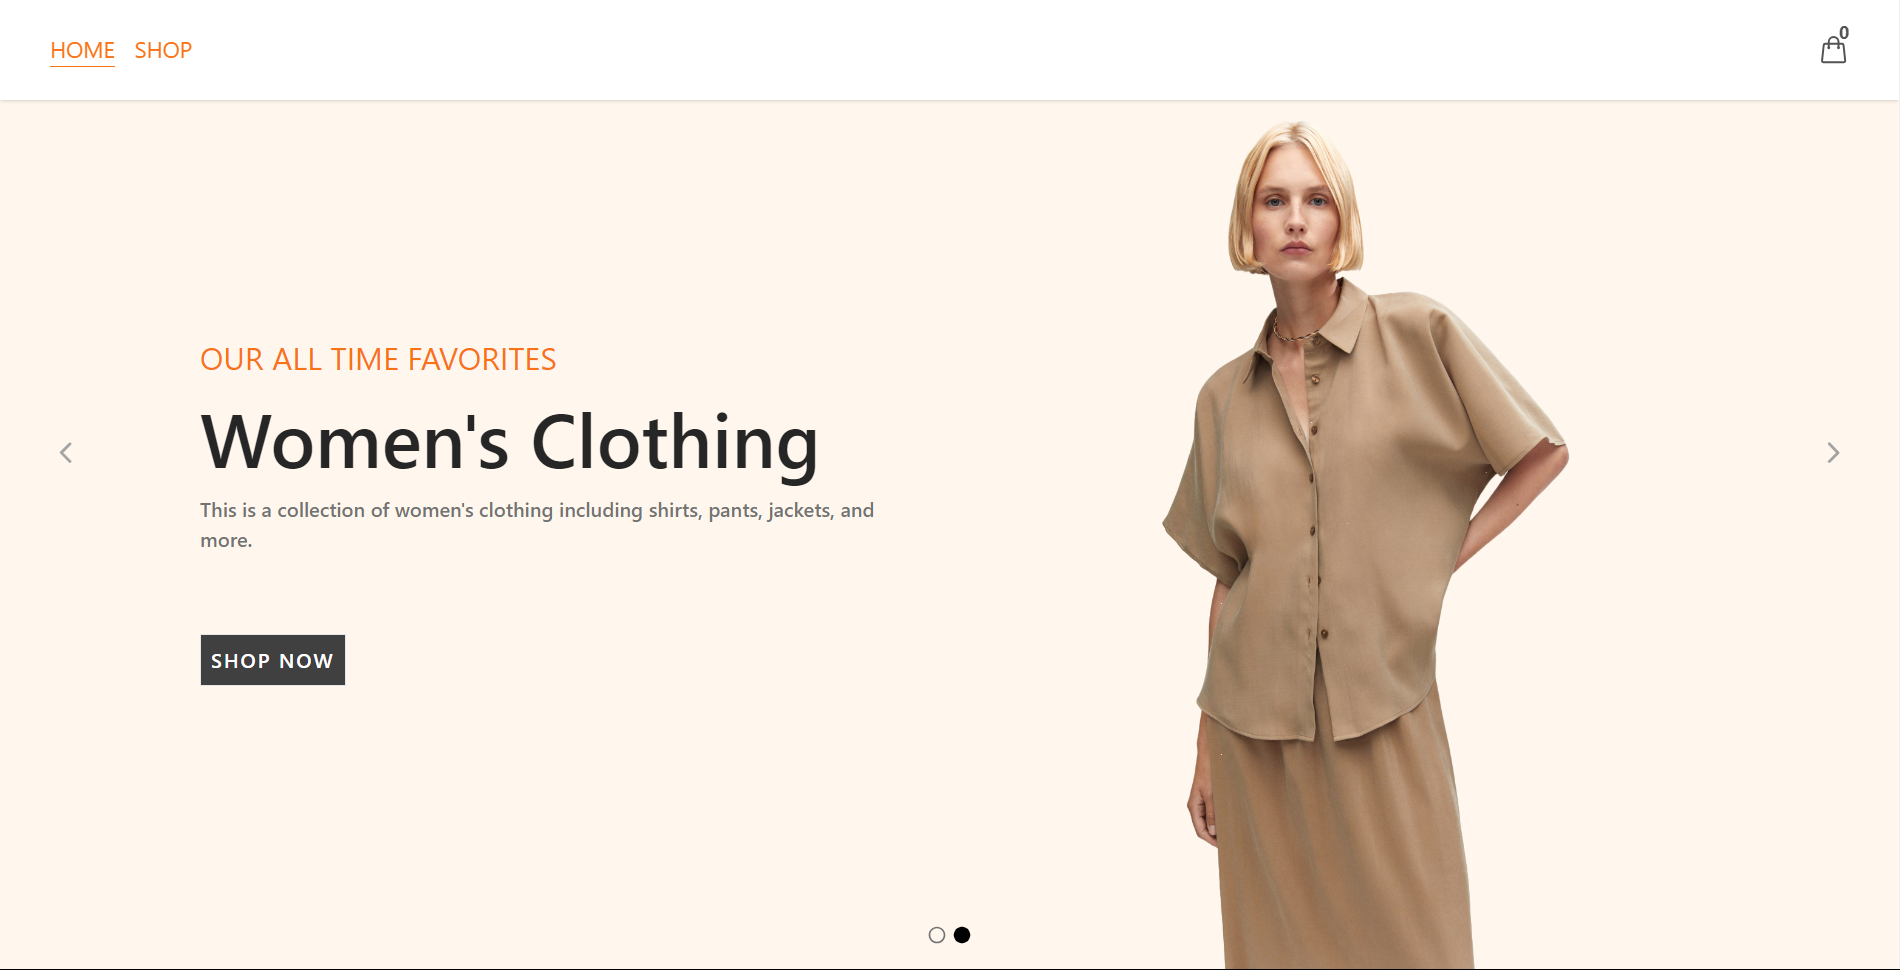 HOME SHOP
0
OUR ALL TIME FAVORITES
Women's Clothing
This is a collection of women's clothing including shirts, pants, jackets, and
more.
SHOP NOW